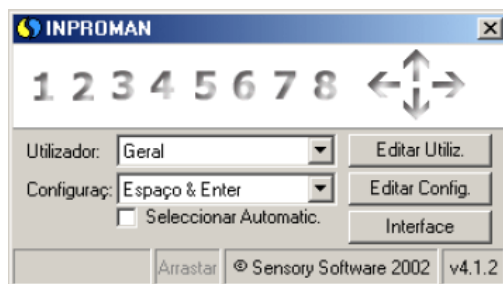 INPROMAN
1 2 3 4 5 6 7 8
Utilizador: Geral Editar Utiliz.
Configuraç: Espaço & Enter Editar Config.
Seleccionar Automatic. Interface
Arrastar © Sensory Software 2002 v4.1.2